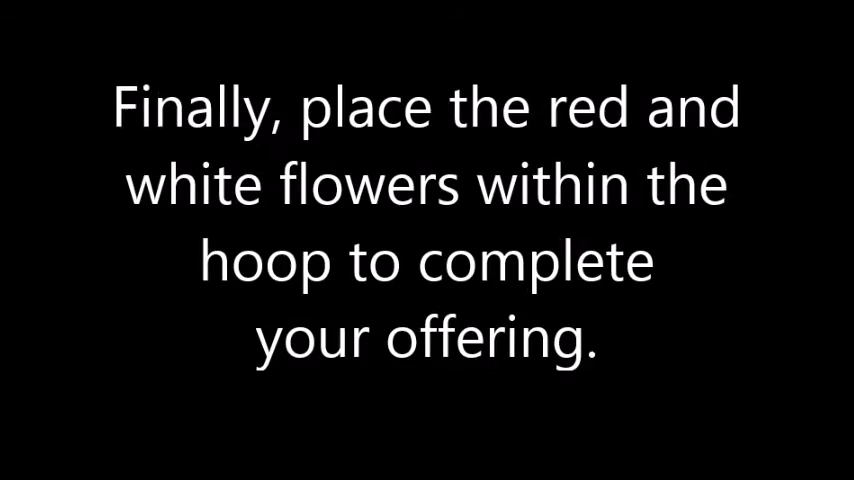 Finally, place the red and
white flowers within the
hoop to complete
your offering.